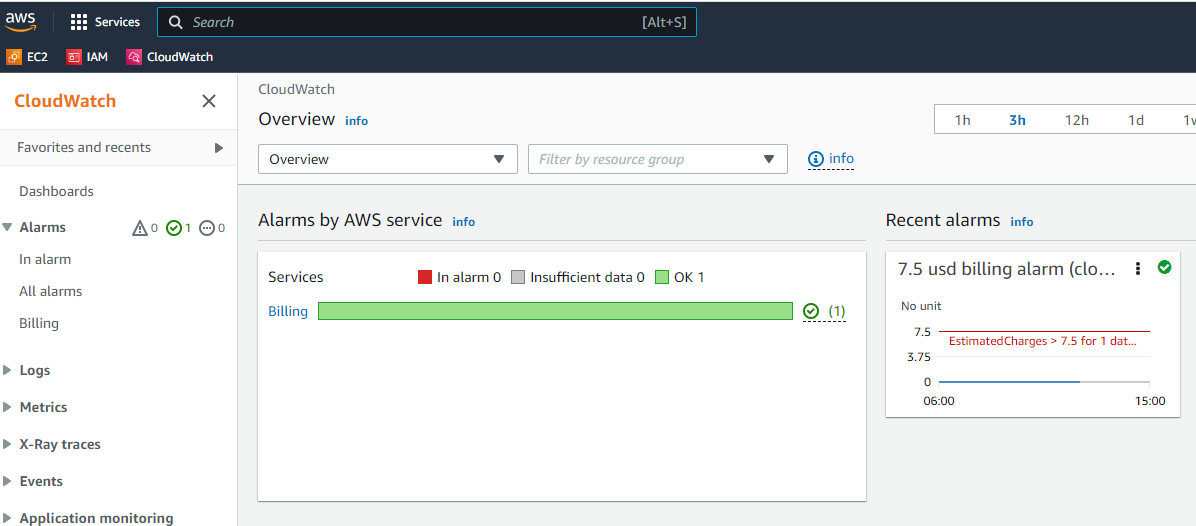 aws
Services
Search [Alt+S]
EC2 IAM CloudWatch
CloudWatch
Favorites and recents
Dashboards
Alarms 0 1 0
In alarm
All alarms
Billing
Logs
Metrics
X-Ray traces
Events
Application monitoring
CloudWatch
Overview info
1h 3h 12h 1d 1w
Overview
Filter by resource group
info
Alarms by AWS service info
Services In alarm 0 Insufficient data 0 OK 1
Billing (1)
Recent alarms info
7.5 usd billing alarm (clo...
No unit
7.5
EstimatedCharges > 7.5 for 1 dat...
3.75
0
06:00 15:00